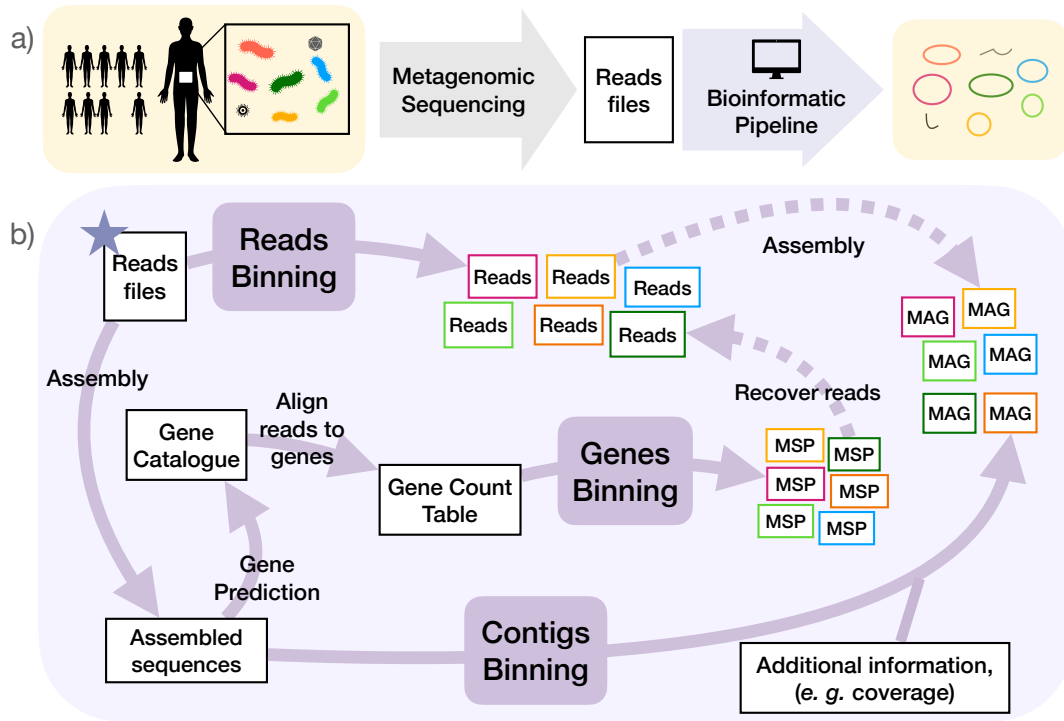 a)
Metagenomic
Sequencing
Reads
files
Bioinformatic
Pipeline
b)
Reads
files
Reads
Binning
Reads
Reads
Reads
Reads
Reads
Reads
Assembly
MAG
MAG
MAG
MAG
MAG
MAG
Assembly
Gene
Catalogue
Align
reads to
genes
Gene Count
Table
Genes
Binning
Recover reads
MSP
MSP
MSP
MSP
MSP
MSP
Gene
Prediction
Assembled
sequences
Contigs
Binning
Additional information,
(e. g. coverage)